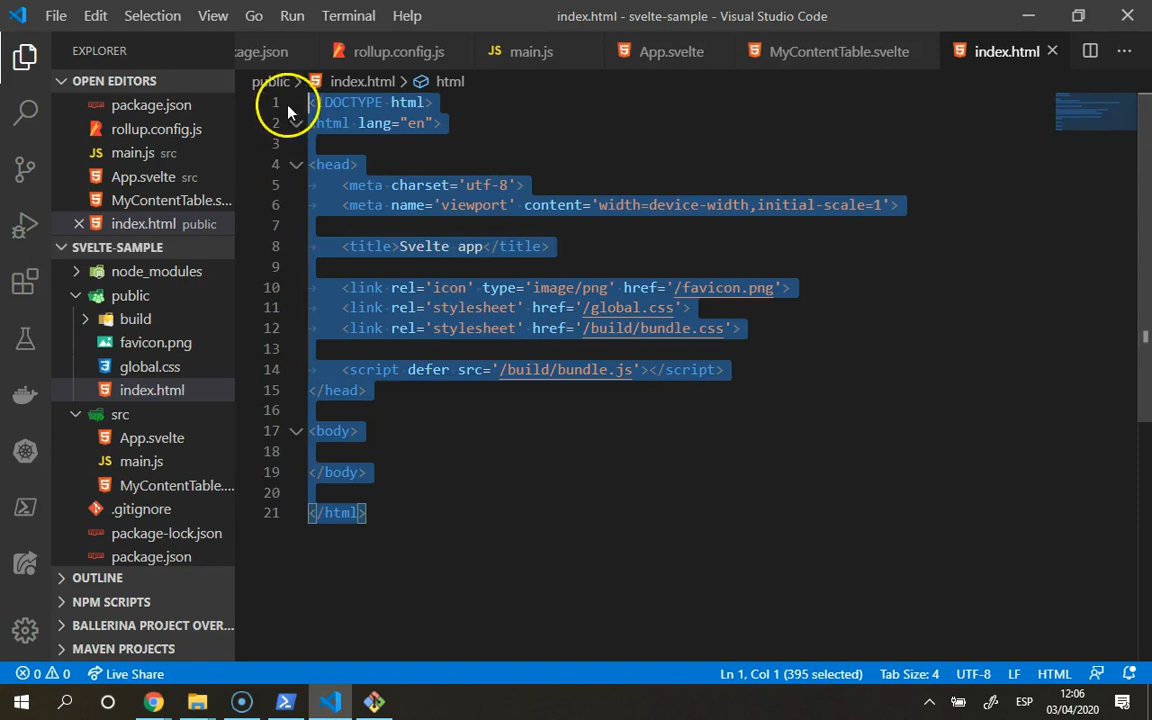 File Edit Selection View Go Run Terminal Help index.html - svelte-sample - Visual Studio Code
EXPLORER
kage.json rollup.config.js main.js App.svelte MyContentTable.svelte index.html
OPEN EDITORS
package.json
rollup.config.js
main.js src
App.svelte src
MyContentTable.s...
index.html public
SVELTE-SAMPLE
node_modules
public
build
favicon.png
global.css
index.html
src
App.svelte
main.js
MyContentTable....
.gitignore
package-lock.json
package.json
OUTLINE
NPM SCRIPTS
BALLERINA PROJECT OVER...
MAVEN PROJECTS
public > index.html > html
1 <!DOCTYPE html>
2 <html lang="en">
3
4 <head>
5 <meta charset='utf-8'>
6 <meta name='viewport' content='width=device-width,initial-scale=1'>
7
8 <title>Svelte app</title>
9
10 <link rel='icon' type='image/png' href='/favicon.png'>
11 <link rel='stylesheet' href='/global.css'>
12 <link rel='stylesheet' href='/build/bundle.css'>
13
14 <script defer src='/build/bundle.js'></script>
15 </head>
16
17 <body>
18
19 </body>
20
21 </html>
0 0 Live Share Ln 1, Col 1 (395 selected) Tab Size: 4 UTF-8 LF HTML
ESP 12:06
03/04/2020